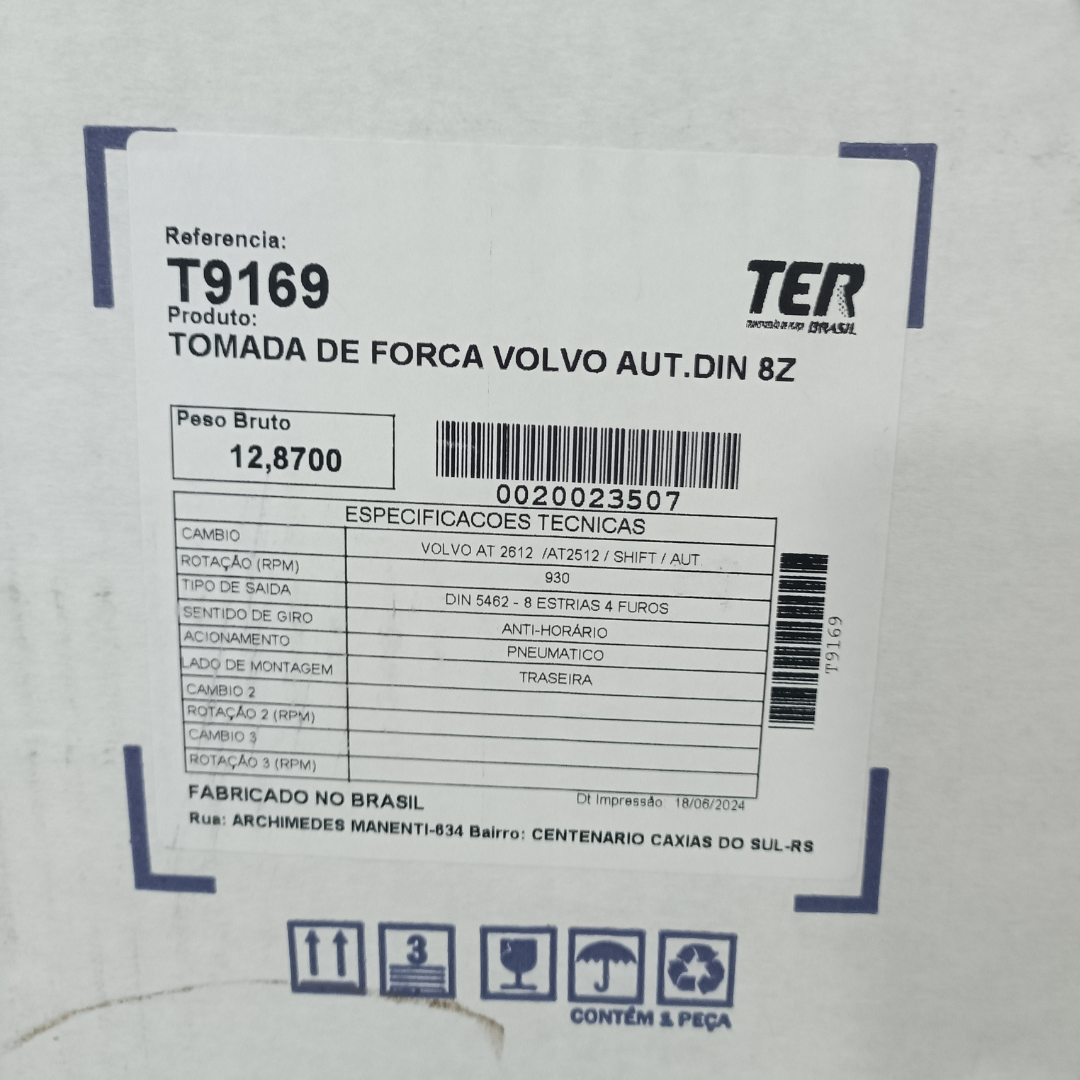 Referencia:
T9169
Produto:
TOMADA DE FORCA VOLVO AUT.DIN 8Z
TER
BRASIL
Peso Bruto
12,8700
0020023507
ESPECIFICACOES TECNICAS
CAMBIO VOLVO AT 2612 /AT2512 / SHIFT / AUT.
ROTAÇÃO (RPM) 930
TIPO DE SAIDA DIN 5462 - 8 ESTRIAS 4 FUROS
SENTIDO DE GIRO ANTI-HORÁRIO
ACIONAMENTO PNEUMATICO
LADO DE MONTAGEM TRASEIRA
CAMBIO 2
ROTAÇÃO 2 (RPM)
CAMBIO 3
ROTAÇÃO 3 (RPM)
T9169
FABRICADO NO BRASIL
Dt Impressão 18/06/2024
Rua: ARCHIMEDES MANENTI-634 Bairro: CENTENARIO CAXIAS DO SUL-RS
3
CONTÉM 1 PEÇA